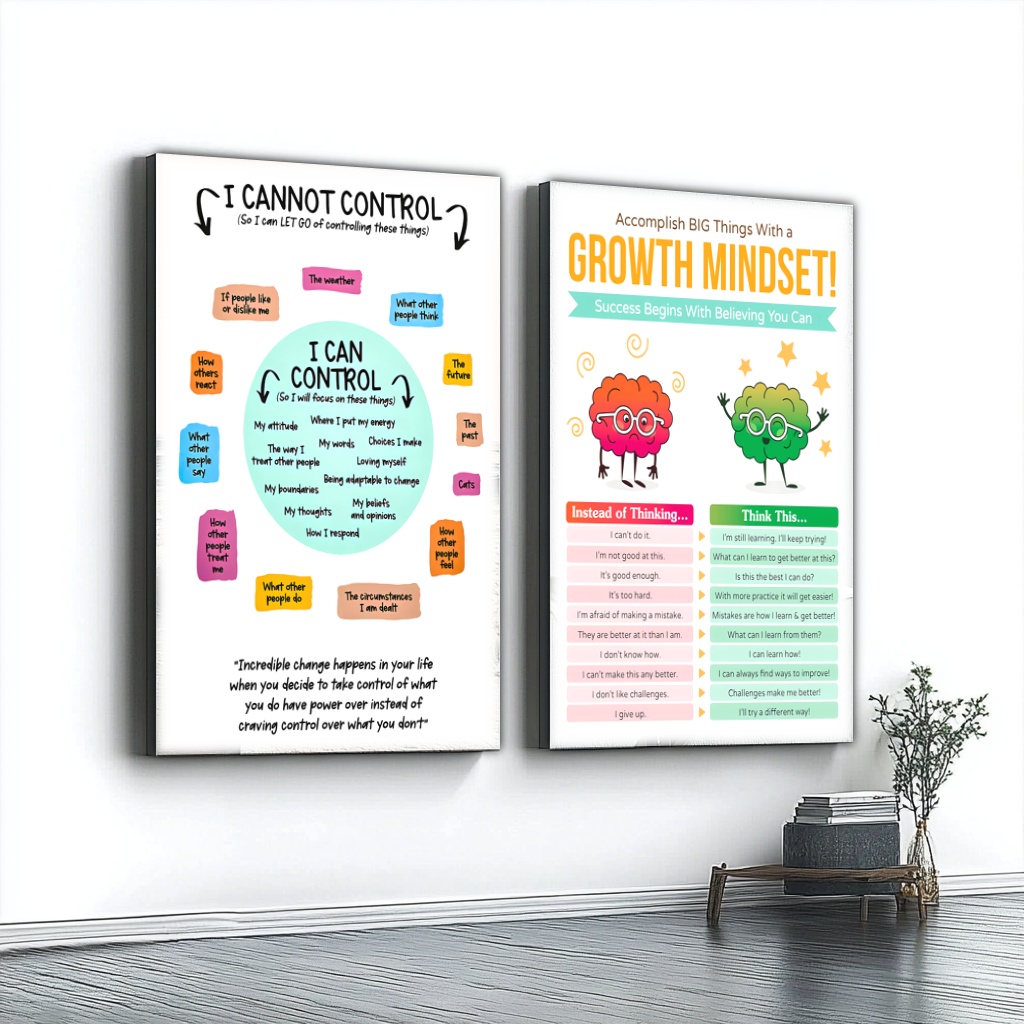 I CANNOT CONTROL
(So I can LET GO of controlling these things)
The weather
If people like
or dislike me
What other
people think
How
others
react
The
future
What
other
people
say
The
past
Cats
How
other
people
treat
me
How
other
people
feel
What other
people do
The circumstances
I am dealt
I CAN
CONTROL
(So I will focus on these things)
My attitude
Where I put my energy
The way I
treat other people
My words
Choices I make
Loving myself
Being adaptable to change
My boundaries
My thoughts
My beliefs
and opinions
How I respond
"Incredible change happens in your life
when you decide to take control of what
you do have power over instead of
craving control over what you dont"
Accomplish BIG Things With a
GROWTH MINDSET!
Success Begins With Believing You Can
Instead of Thinking... Think This...
I can't do it. I'm still learning, I'll keep trying!
I'm not good at this. What can I learn to get better at this?
It's good enough. Is this the best I can do?
It's too hard. With more practice it will get easier!
I'm afraid of making a mistake. Mistakes are how I learn & get better!
They are better at it than I am. What can I learn from them?
I don't know how. I can learn how!
I can't make this any better. I can always find ways to improve!
I don't like challenges. Challenges make me better!
I give up. I'll try a different way!